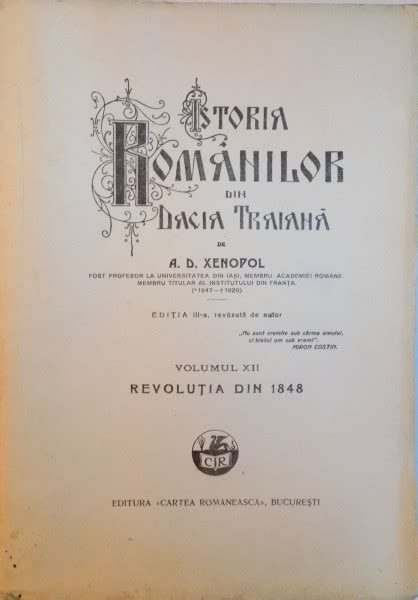 ISTORIA
ROMÂNILOR
DIN
DACIA TRAIANĂ
DE
A. D. XENOPOL
FOST PROFESOR LA UNIVERSITATEA DIN IAȘI, MEMBRU ACADEMIEI ROMÂNE.
MEMBRU TITULAR AL INSTITUTULUI DIN FRANȚA.
(*1847-†1920)
EDIȚIA III-a, revăzută de autor
„Nu sunt vremile sub cârma omului,
ci bietul om sub vremi”.
MIRON COSTIN.
VOLUMUL XII
REVOLUȚIA DIN 1848
CR
EDITURA «CARTEA ROMÂNEASCĂ», BUCUREȘTI